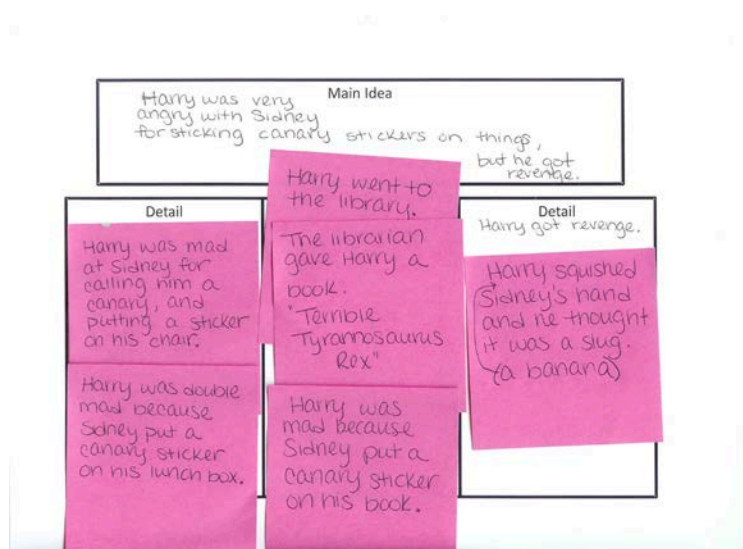 Main Idea
Harry was very
angry with Sidney
for sticking canary stickers on things,
but he got
revenge.
Detail
Harry was mad
at Sidney for
calling him a
canary, and
putting a sticker
on his chair.
Harry was double
mad because
Sidney put a
canary sticker
on his lunch box.
Harry went to
the library.
The librarian
gave Harry a
book.
"Terrible
Tyrannosaurus
Rex"
Harry was
mad because
Sidney put a
canary sticker
on his book.
Detail
Harry got revenge.
Harry squished
Sidney's hand
and he thought
it was a slug.
(a banana)